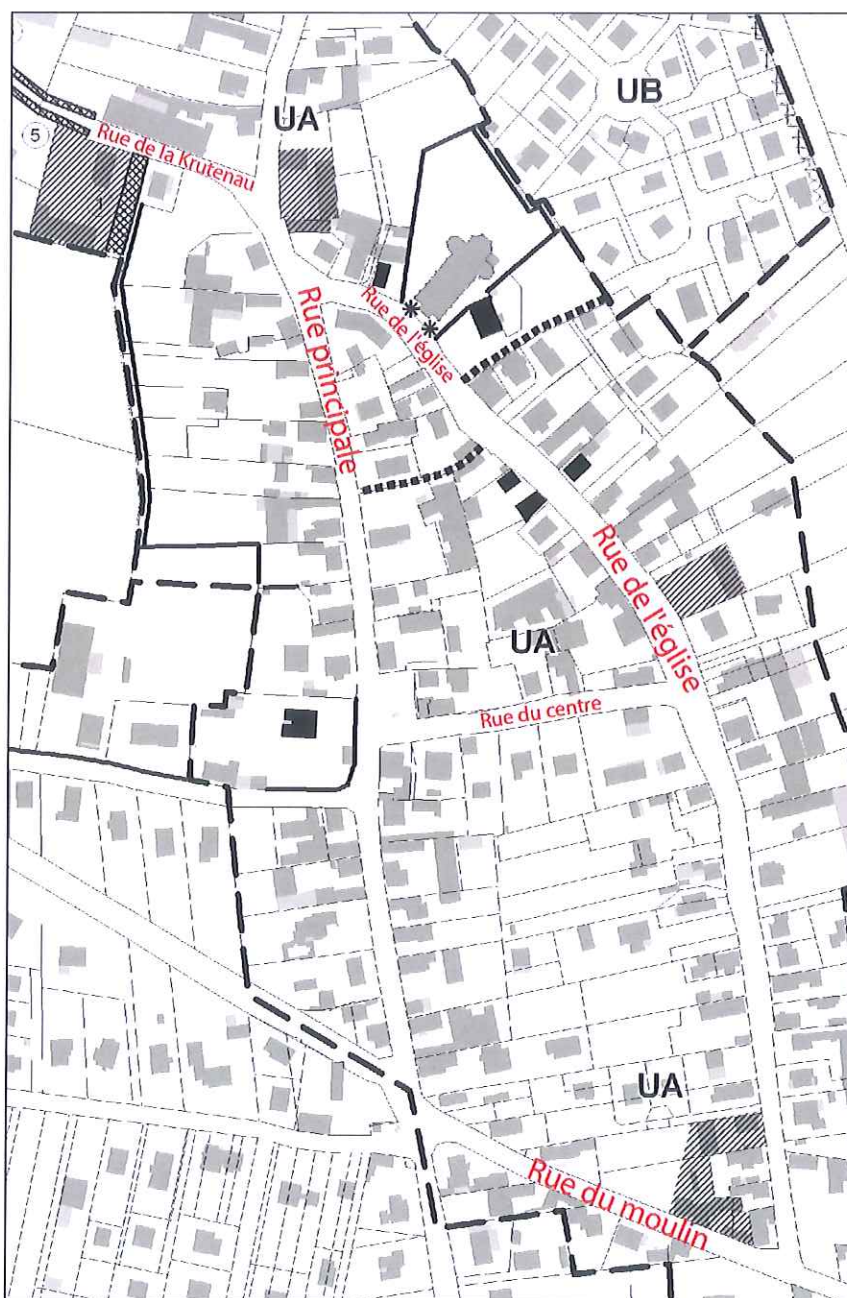 UB
UA
5
Rue de la Krutenau
Rue de l'église
Rue principale
Rue de l'église
UA
Rue du centre
UA
Rue du moulin